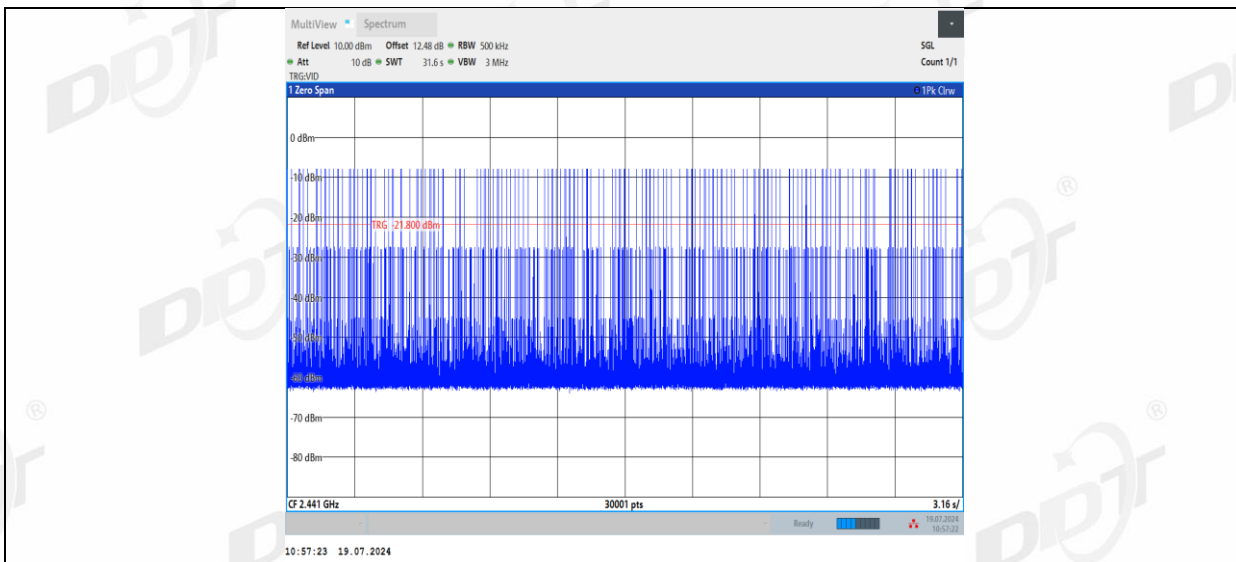 MultiView Spectrum
Ref Level 10.00 dBm Offset 12.48 dB RBW 500 kHz SGL
Att 10 dB SWT 31.6 s VBW 3 MHz Count 1/1
TRG:VID
1 Zero Span 1Pk Clrw
0 dBm
-10 dBm
-20 dBm
TRG -21.800 dBm
-30 dBm
-40 dBm
-50 dBm
-60 dBm
-70 dBm
-80 dBm
CF 2.441 GHz 30001 pts 3.16 s/
Ready 19.07.2024
10:57:22
10:57:23 19.07.2024
DDT
®